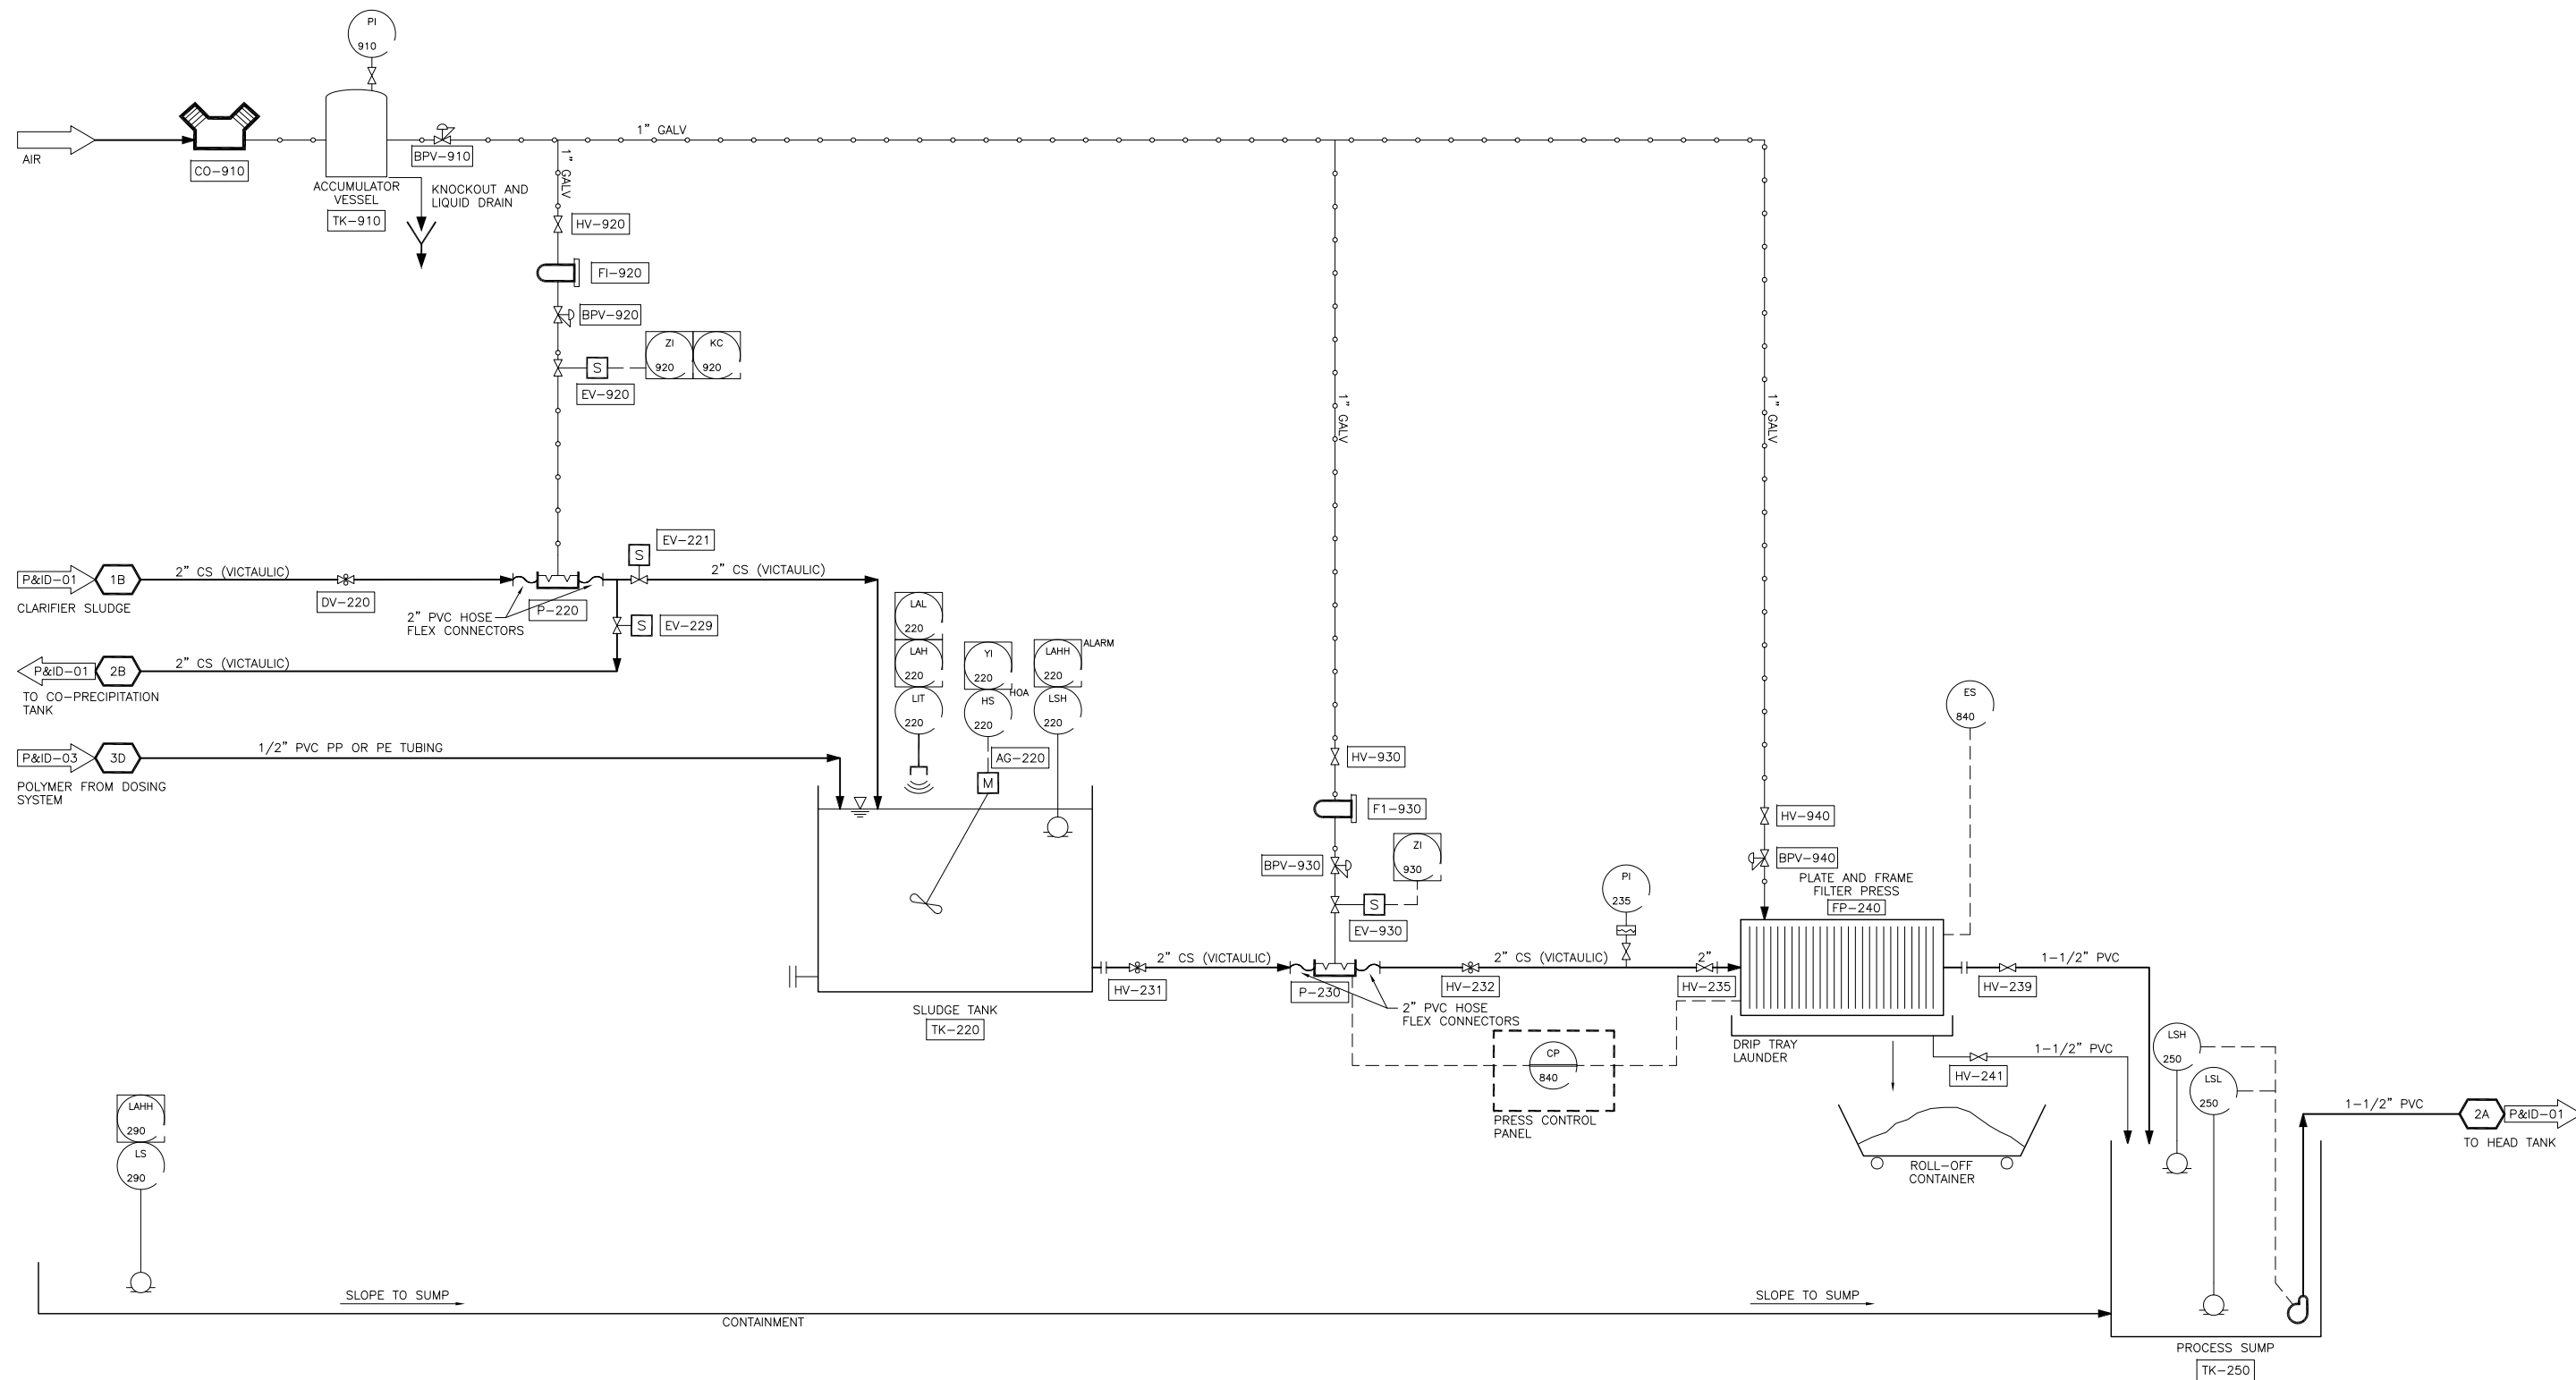 PI
910
1" GALV
AIR
BPV-910
CO-910
1" GALV
ACCUMULATOR
VESSEL
TK-910
KNOCKOUT AND
LIQUID DRAIN
HV-920
FI-920
BPV-920
ZI
920
KC
920
S
EV-920
1" GALV
1" GALV
EV-221
S
P&ID-01
1B
2" CS (VICTAULIC)
2" CS (VICTAULIC)
CLARIFIER SLUDGE
DV-220
P-220
2" PVC HOSE
FLEX CONNECTORS
S
EV-229
LAL
220
LAH
220
LIT
220
YI
220
HOA
HS
220
LAHH
220
ALARM
LSH
220
P&ID-01
2B
2" CS (VICTAULIC)
TO CO-PRECIPITATION
TANK
ES
840
P&ID-03
3D
1/2" PVC PP OR PE TUBING
POLYMER FROM DOSING
SYSTEM
AG-220
M
HV-930
F1-930
HV-940
BPV-930
ZI
930
BPV-940
PLATE AND FRAME
FILTER PRESS
FP-240
PI
235
S
EV-930
2" CS (VICTAULIC)
2" CS (VICTAULIC)
2"
1-1/2" PVC
HV-231
P-230
HV-232
HV-235
HV-239
2" PVC HOSE
FLEX CONNECTORS
SLUDGE TANK
TK-220
DRIP TRAY
LAUNDER
1-1/2" PVC
HV-241
CP
840
PRESS CONTROL
PANEL
LSH
250
LSL
250
1-1/2" PVC
2A
P&ID-01
TO HEAD TANK
LAHH
290
LS
290
ROLL-OFF
CONTAINER
SLOPE TO SUMP
SLOPE TO SUMP
CONTAINMENT
PROCESS SUMP
TK-250